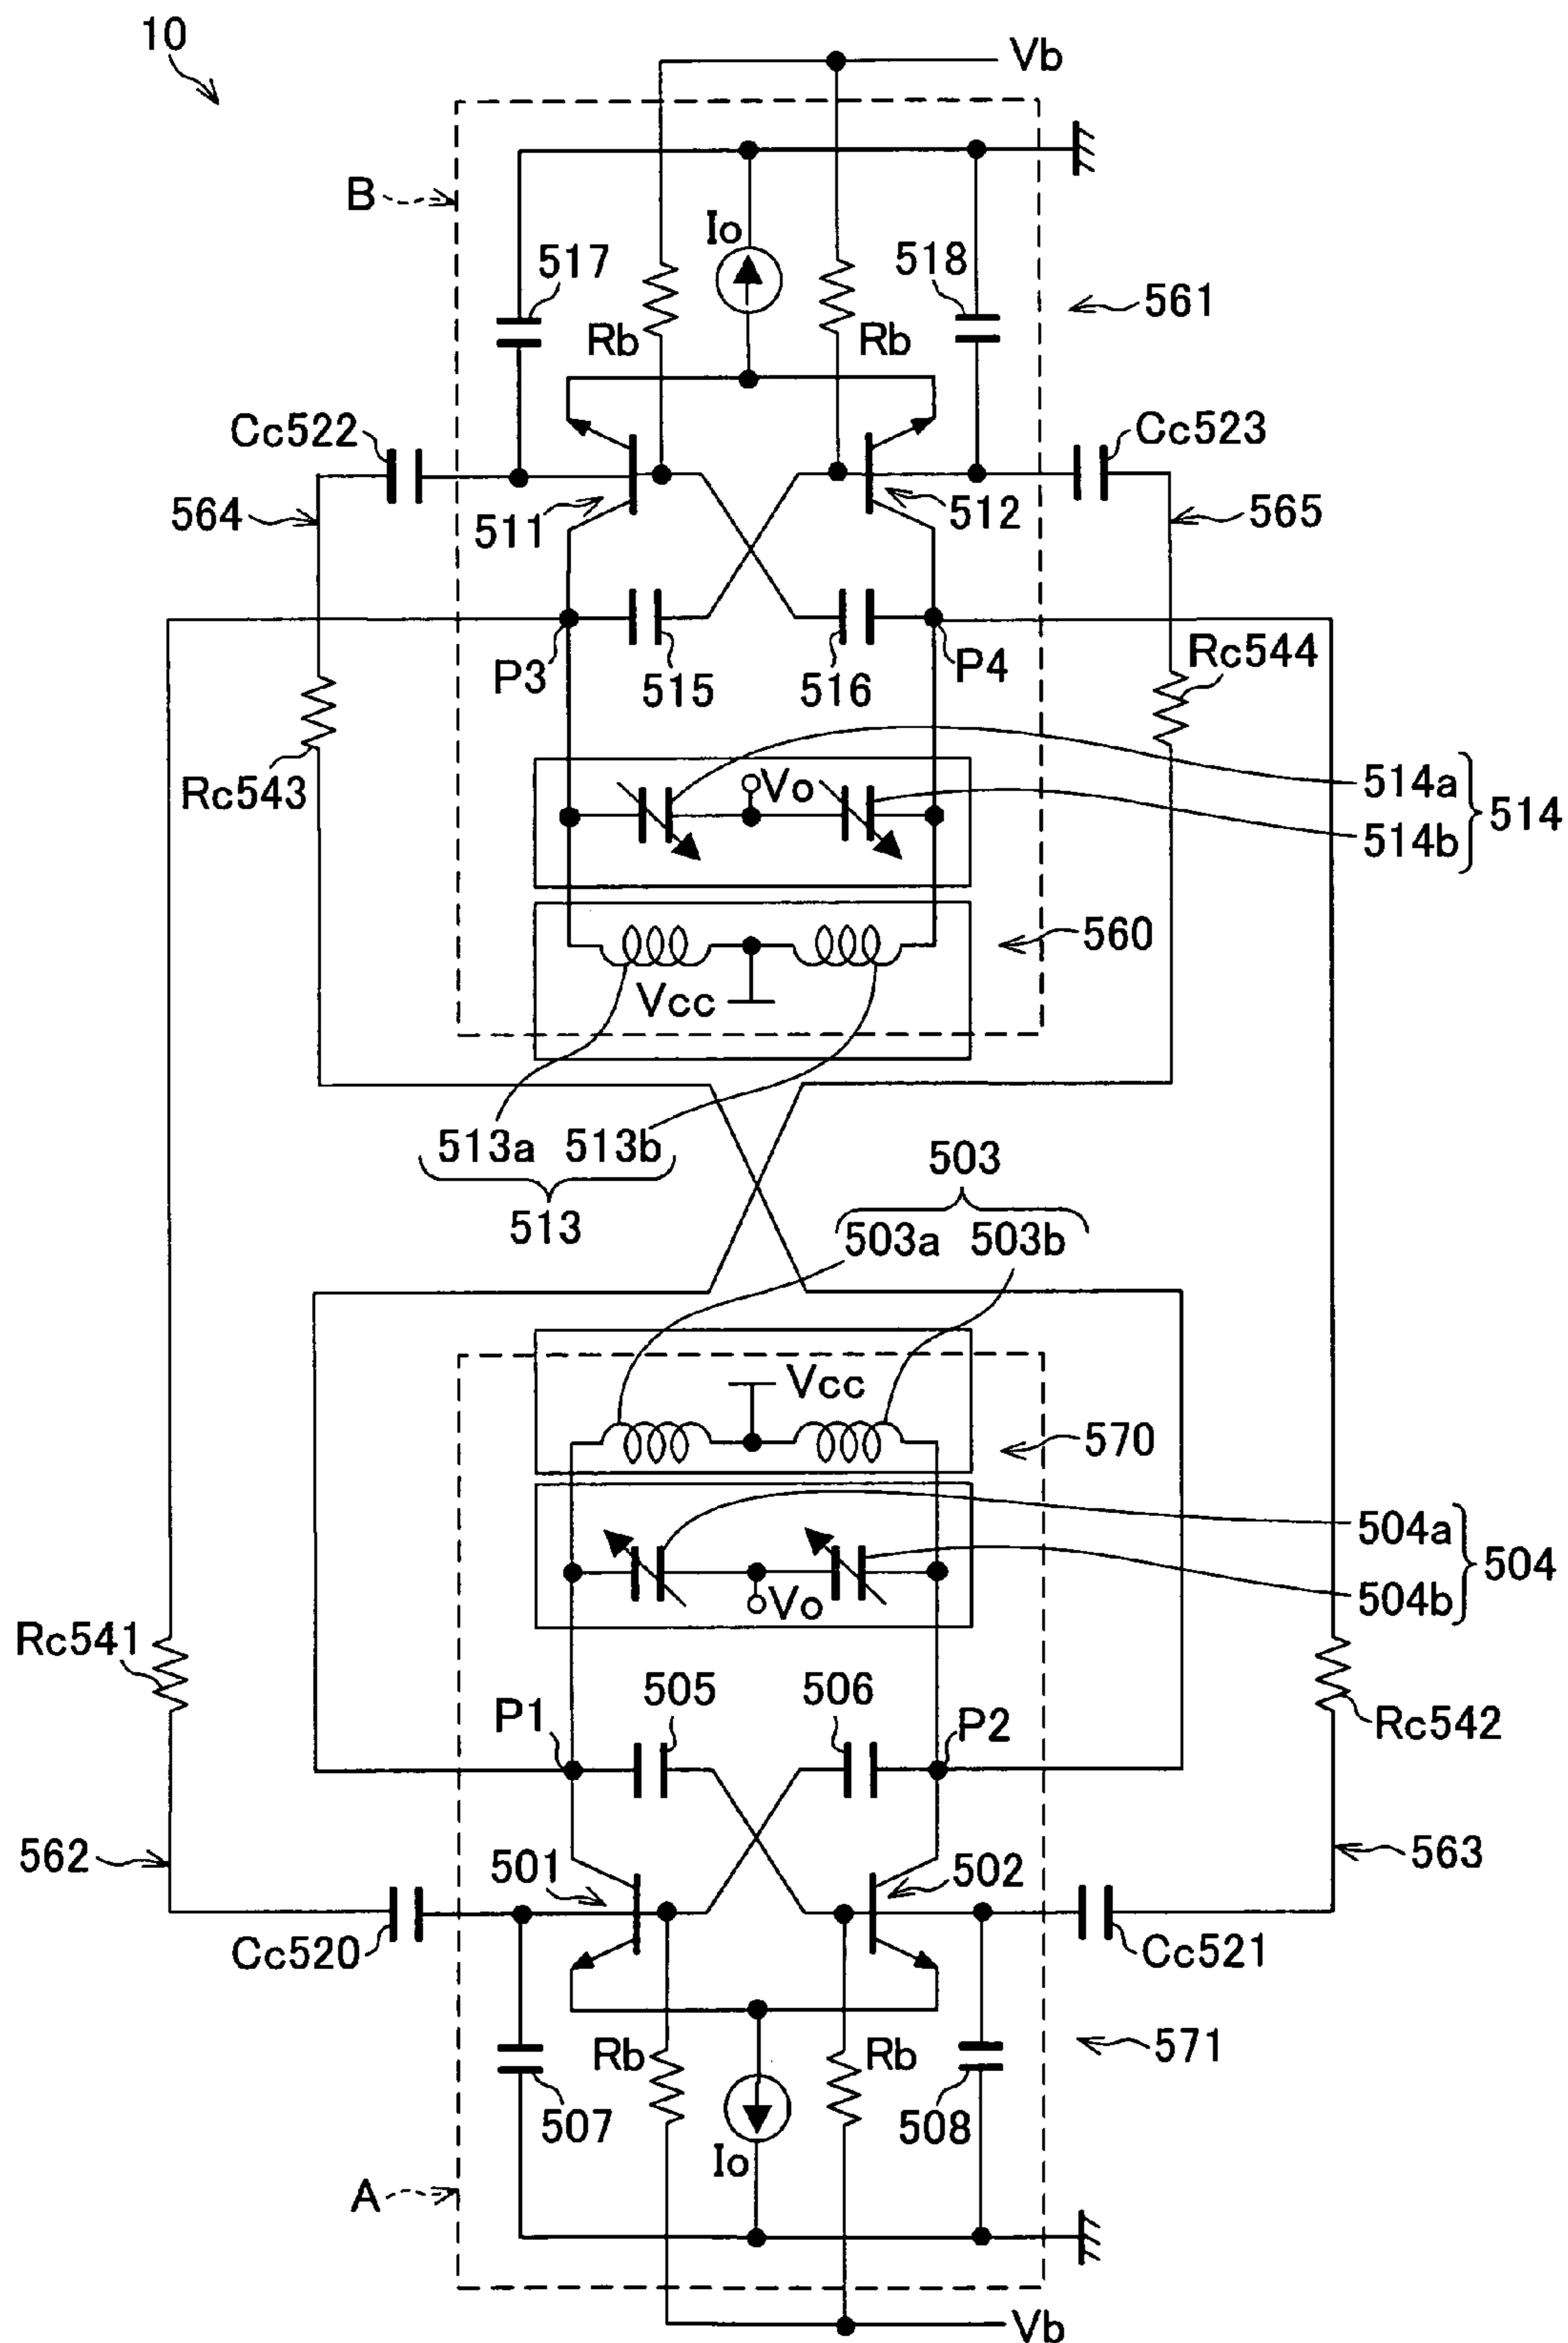 10
Vb
B
Io
517
518
561
Rb
Rb
Cc522
Cc523
564
511
512
565
P3
515
516
P4
Rc544
Rc543
Vo
514a
514b
514
560
Vcc
513a 513b
513
503
503a 503b
Vcc
570
504a
504b
504
Vo
Rc541
505
506
P1
P2
Rc542
562
501
502
563
Cc520
Cc521
Rb
Rb
571
507
508
Io
A
Vb